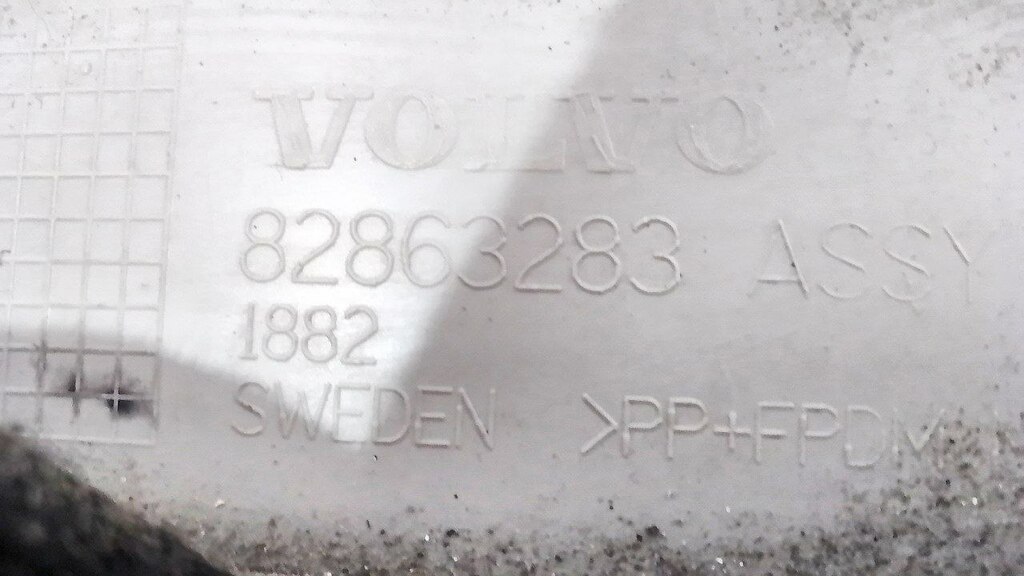 VOLVO
82863283 ASSY
1882
SWEDEN >PP+EPDM